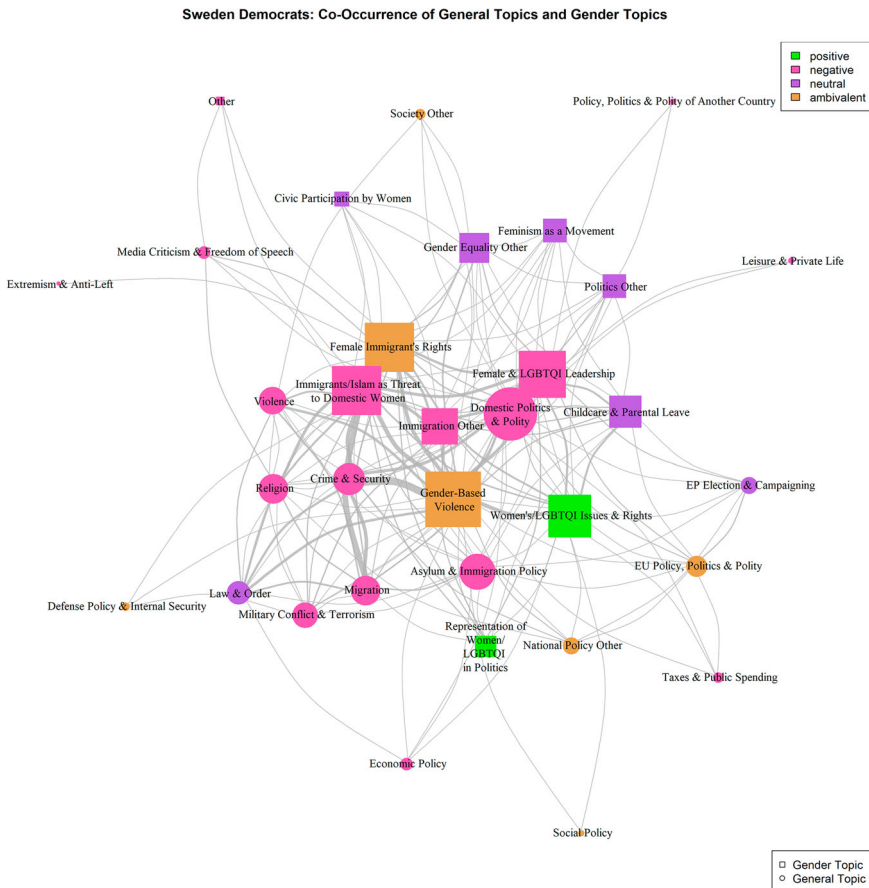 Sweden Democrats: Co-Occurrence of General Topics and Gender Topics
positive
negative
neutral
ambivalent
Other
Society Other
Policy, Politics & Polity of Another Country
Civic Participation by Women
Feminism as a Movement
Gender Equality Other
Media Criticism & Freedom of Speech
Leisure & Private Life
Extremism & Anti-Left
Politics Other
Female Immigrant's Rights
Female & LGBTQI Leadership
Immigrants/Islam as Threat
to Domestic Women
Violence
Domestic Politics
& Polity
Childcare & Parental Leave
Immigration Other
Crime & Security
Religion
EP Election & Campaigning
Gender-Based
Violence
Women's/LGBTQI Issues & Rights
EU Policy, Politics & Polity
Asylum & Immigration Policy
Migration
Law & Order
Defense Policy & Internal Security
Military Conflict & Terrorism
Representation of
Women/
LGBTQI
in Politics
National Policy Other
Taxes & Public Spending
Economic Policy
Social Policy
Gender Topic
General Topic